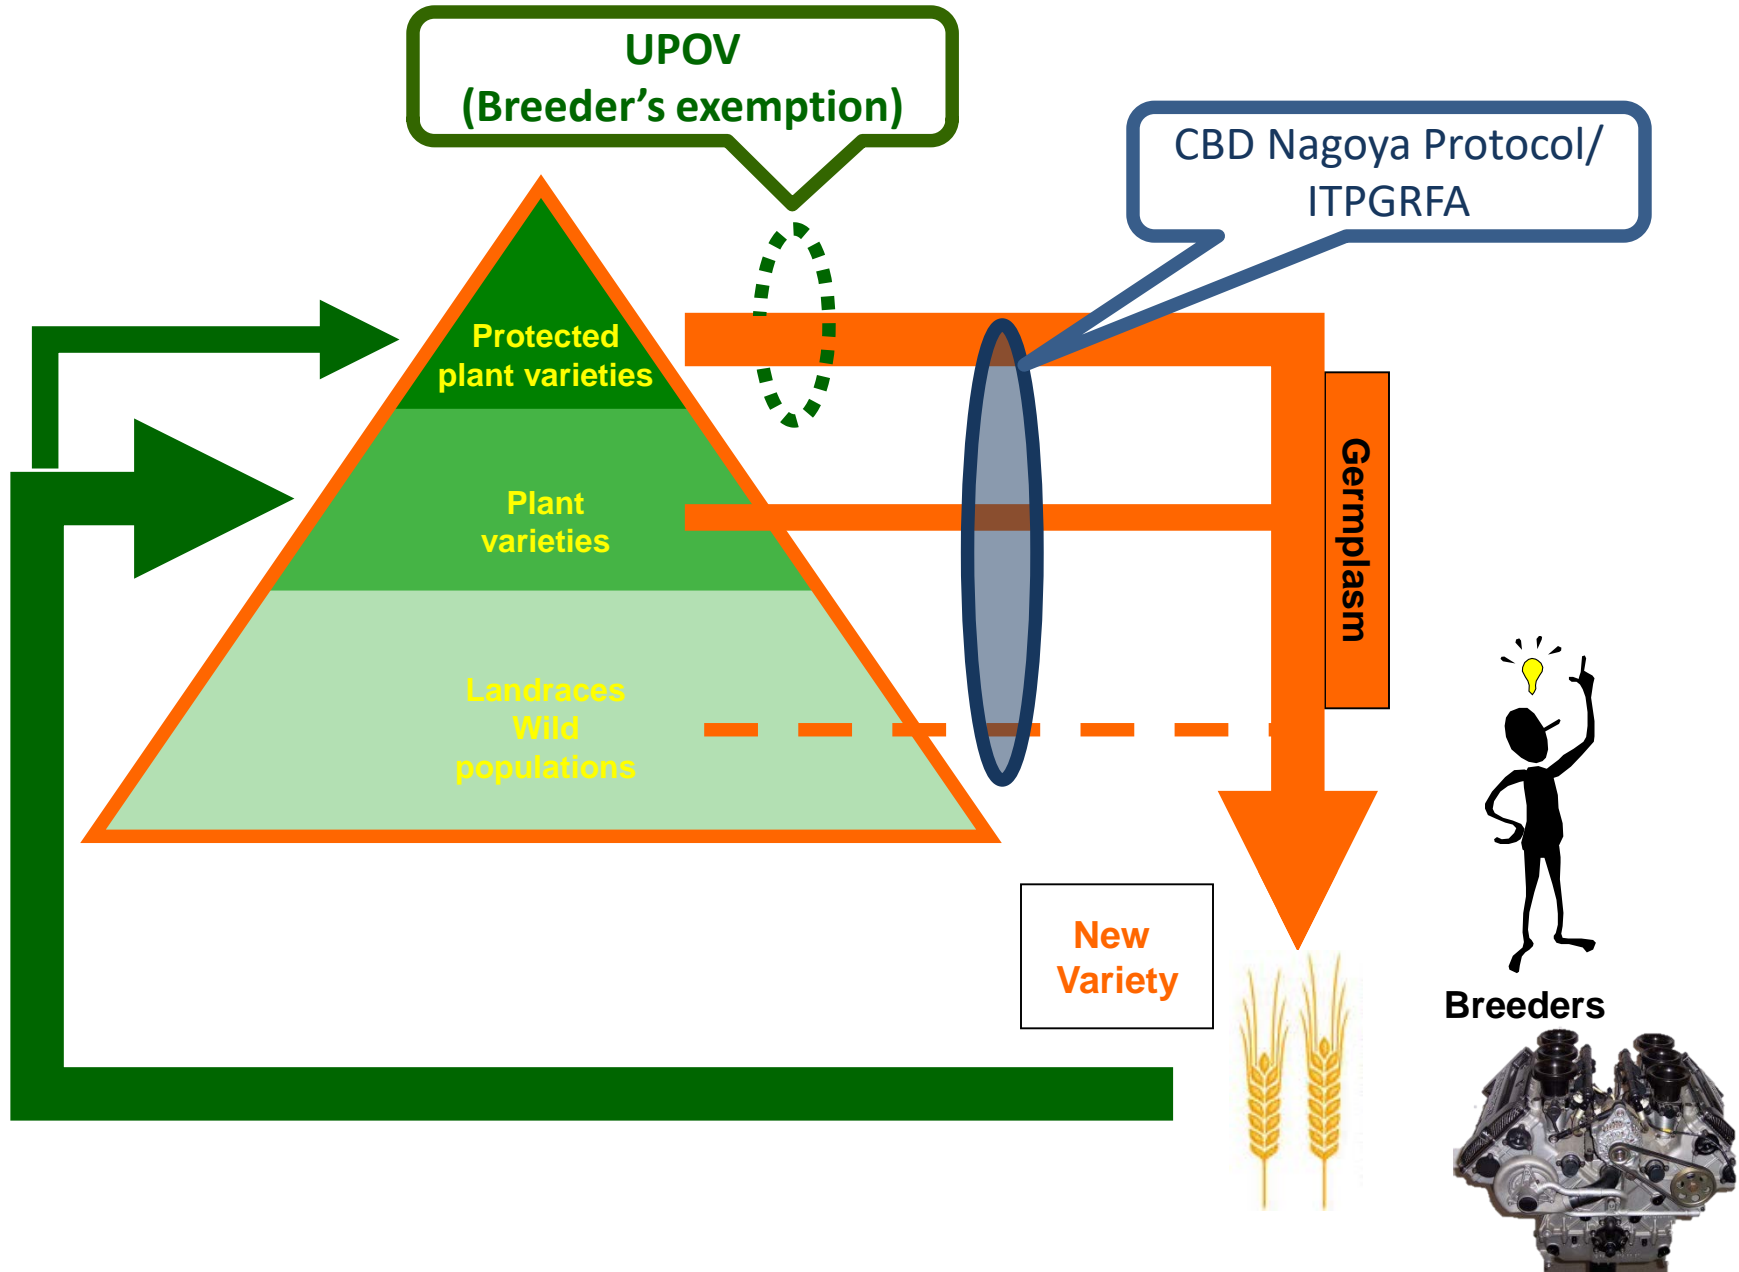 UPOV
(Breeder’s exemption)
CBD Nagoya Protocol/
ITPGRFA
Protected
plant varieties
Plant
varieties
Landraces
Wild
populations
Germplasm
New
Variety
Breeders